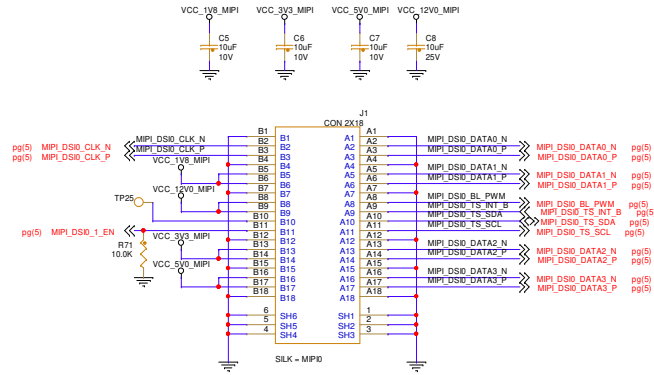 VCC_1V8_MIPI VCC_3V3_MIPI VCC_5V0_MIPI VCC_12V0_MIPI
C5 C6 C7 C8
10uF 10uF 10uF 10uF
10V 10V 10V 25V
J1
CON 2X18
B1 B1 A1 A1
pg(5) MIPI_DSI0_CLK_N MIPI_DSI0_CLK_N B2 B2 A2 A2 MIPI_DSI0_DATA0_N MIPI_DSI0_DATA0_N pg(5)
pg(5) MIPI_DSI0_CLK_P MIPI_DSI0_CLK_P B3 B3 A3 A3 MIPI_DSI0_DATA0_P MIPI_DSI0_DATA0_P pg(5)
VCC_1V8_MIPI B4 B4 A4 A4
B5 B5 A5 A5 MIPI_DSI0_DATA1_N MIPI_DSI0_DATA1_N pg(5)
B6 B6 A6 A6 MIPI_DSI0_DATA1_P MIPI_DSI0_DATA1_P pg(5)
VCC_12V0_MIPI B7 B7 A7 A7
TP25 B8 B8 A8 A8 MIPI_DSI0_BL_PWM MIPI_DSI0_BL_PWM pg(5)
B9 B9 A9 A9 MIPI_DSI0_TS_INT_B MIPI_DSI0_TS_INT_B pg(5)
B10 B10 A10 A10 MIPI_DSI0_TS_SDA MIPI_DSI0_TS_SDA pg(5)
pg(5) MIPI_DSI0_1_EN B11 B11 A11 A11 MIPI_DSI0_TS_SCL MIPI_DSI0_TS_SCL pg(5)
R71 VCC_3V3_MIPI B12 B12 A12 A12
10.0K B13 B13 A13 A13 MIPI_DSI0_DATA2_N MIPI_DSI0_DATA2_N pg(5)
B14 B14 A14 A14 MIPI_DSI0_DATA2_P MIPI_DSI0_DATA2_P pg(5)
VCC_5V0_MIPI B15 B15 A15 A15
B16 B16 A16 A16 MIPI_DSI0_DATA3_N MIPI_DSI0_DATA3_N pg(5)
B17 B17 A17 A17 MIPI_DSI0_DATA3_P MIPI_DSI0_DATA3_P pg(5)
B18 B18 A18 A18
6 SH6 SH1 1
5 SH5 SH2 2
4 SH4 SH3 3
SILK = MIPI0